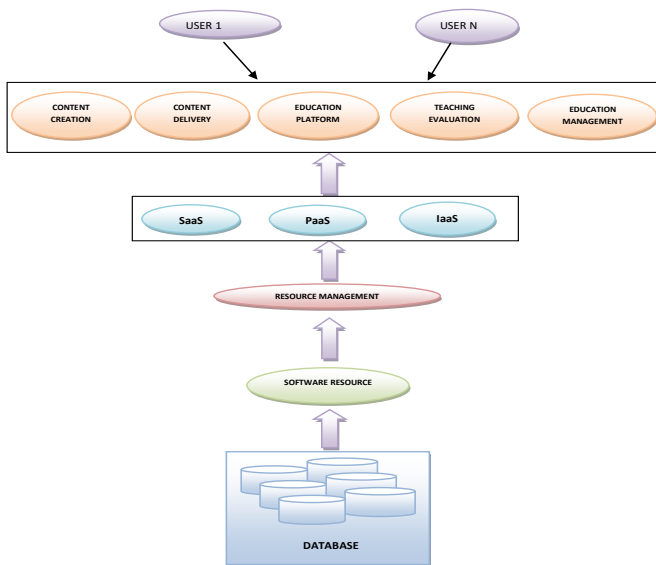 USER 1
USER N
CONTENT
CREATION
CONTENT
DELIVERY
EDUCATION
PLATFORM
TEACHING
EVALUATION
EDUCATION
MANAGEMENT
SaaS
PaaS
IaaS
RESOURCE MANAGEMENT
SOFTWARE RESOURCE
DATABASE